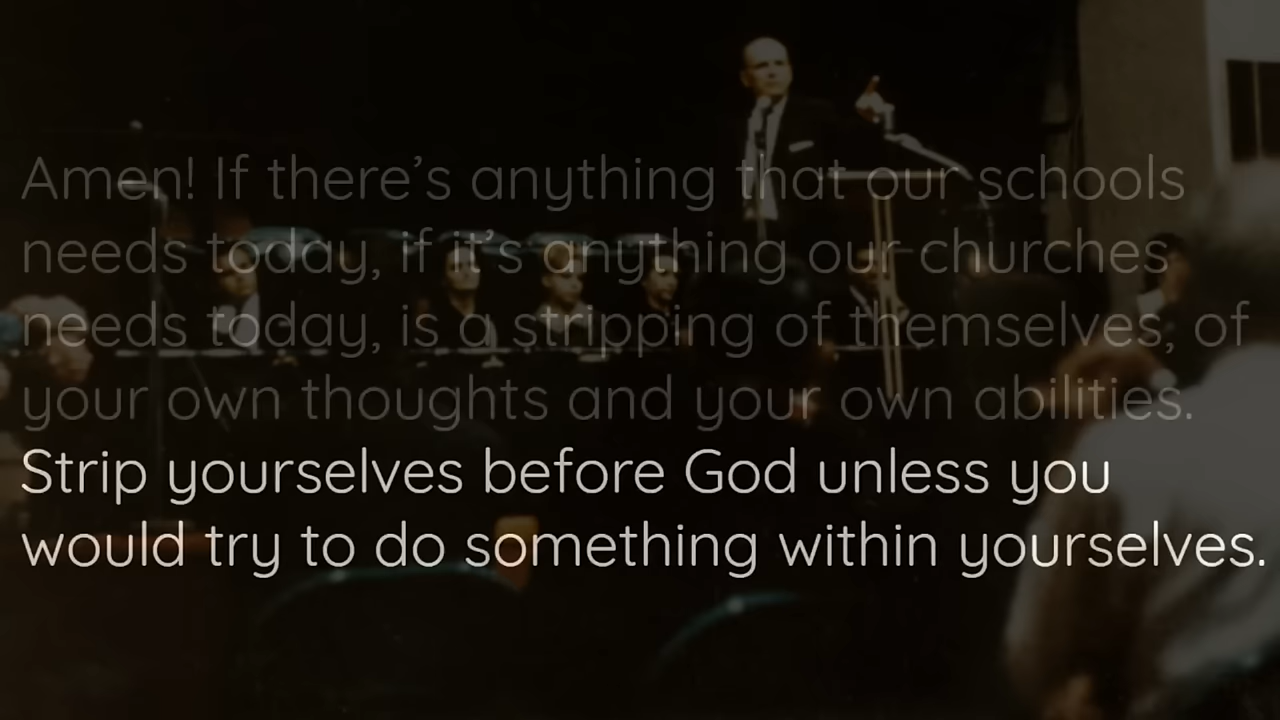 Amen! If there’s anything that our schools
needs today, if it’s anything our churches
needs today, is a stripping of themselves, of
your own thoughts and your own abilities.
Strip yourselves before God unless you
would try to do something within yourselves.